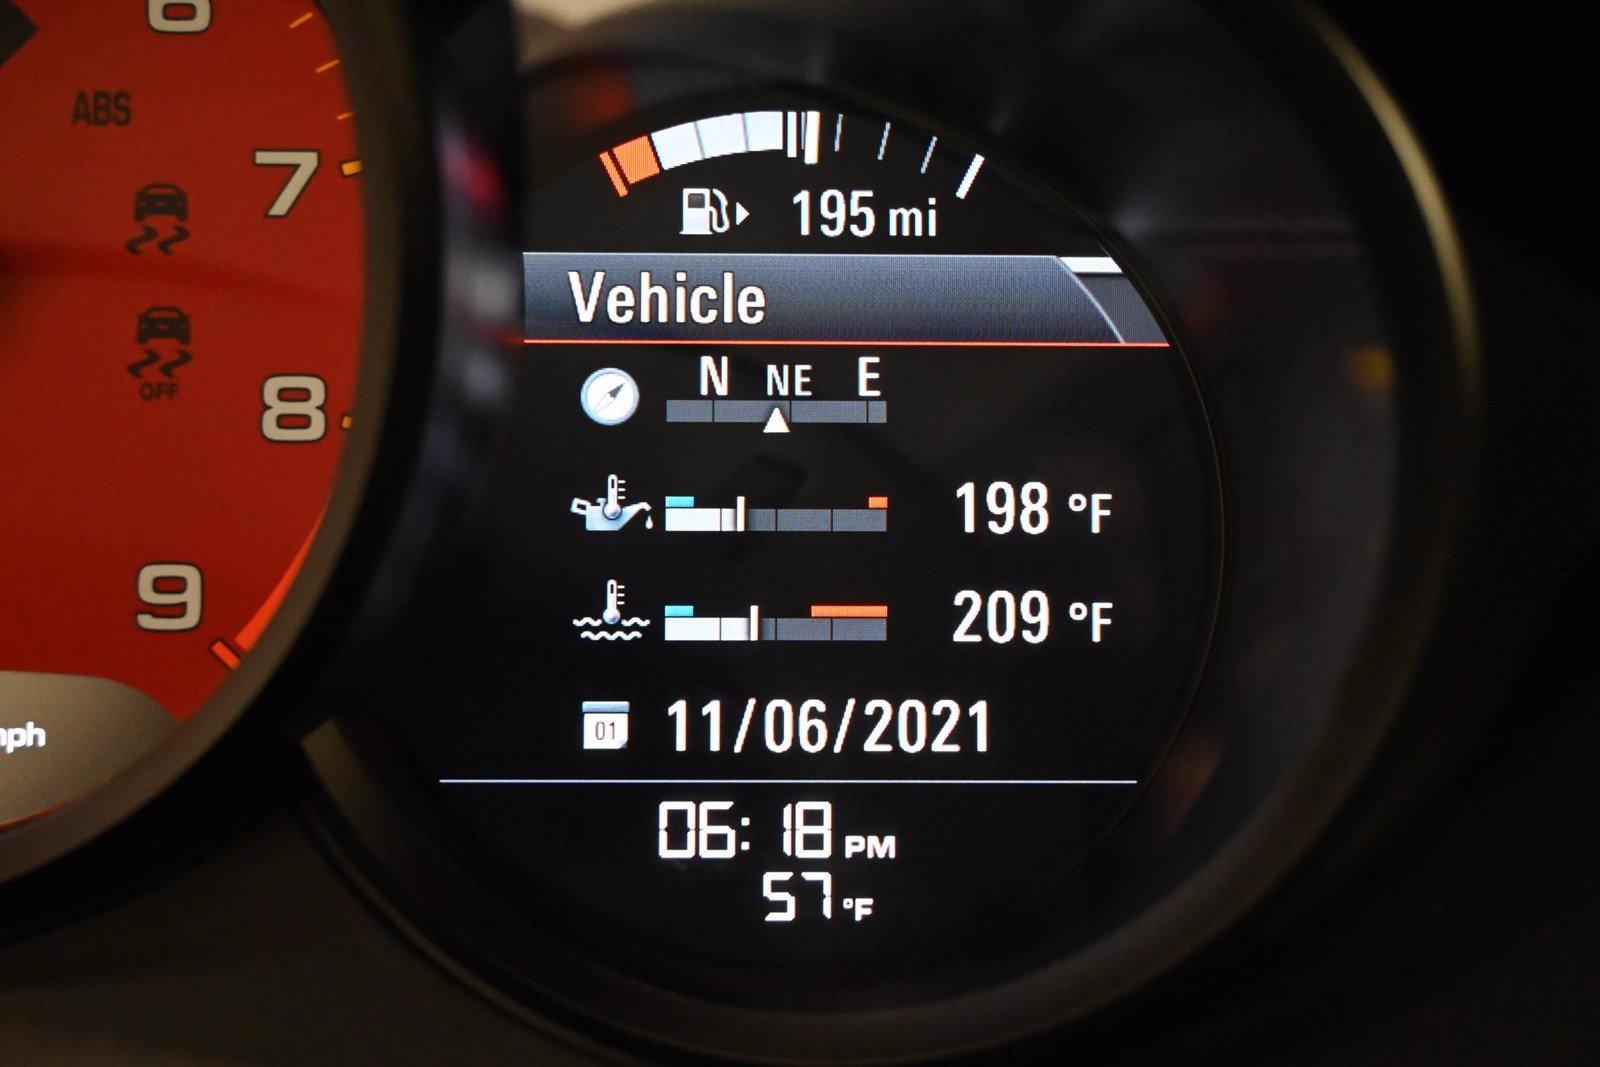 6
ABS
7
OFF
8
9
mph
195 mi
Vehicle
N NE E
198 °F
209 °F
01 11/06/2021
06:18 PM
57 °F